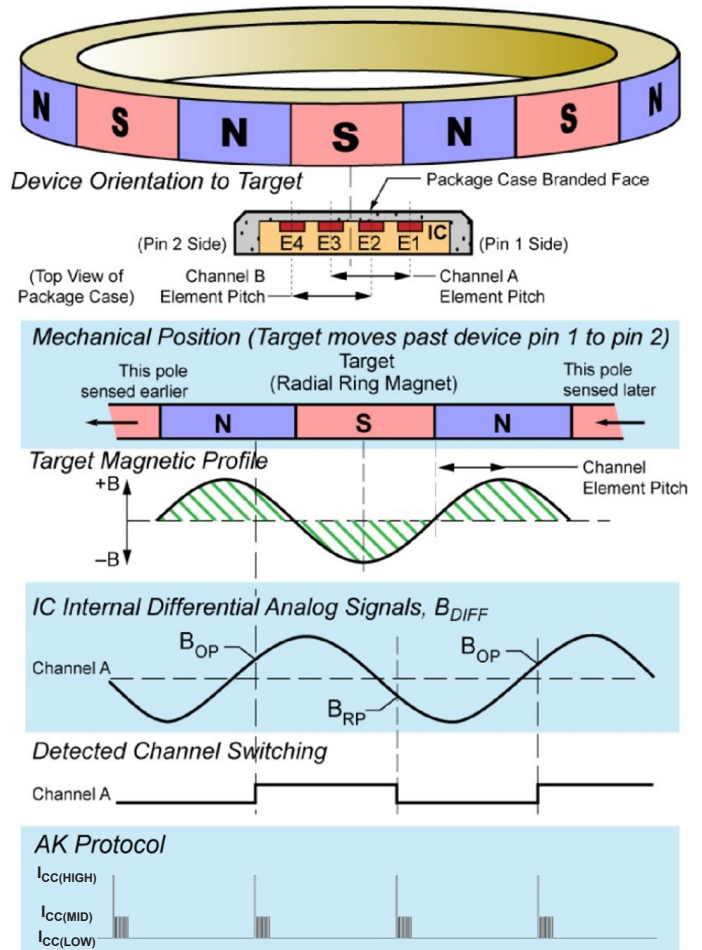 N S N S N S N
Device Orientation to Target
Package Case Branded Face
IC
E4 E3 E2 E1
(Pin 2 Side)
(Pin 1 Side)
(Top View of
Package Case)
Channel B
Element Pitch
Channel A
Element Pitch
Mechanical Position (Target moves past device pin 1 to pin 2)
This pole
sensed earlier
Target
(Radial Ring Magnet)
This pole
sensed later
N S N
Target Magnetic Profile
+B
–B
Channel
Element Pitch
IC Internal Differential Analog Signals, BDIFF
Channel A
BOP
BRP
BOP
Detected Channel Switching
Channel A
AK Protocol
ICC(HIGH)
ICC(MID)
ICC(LOW)